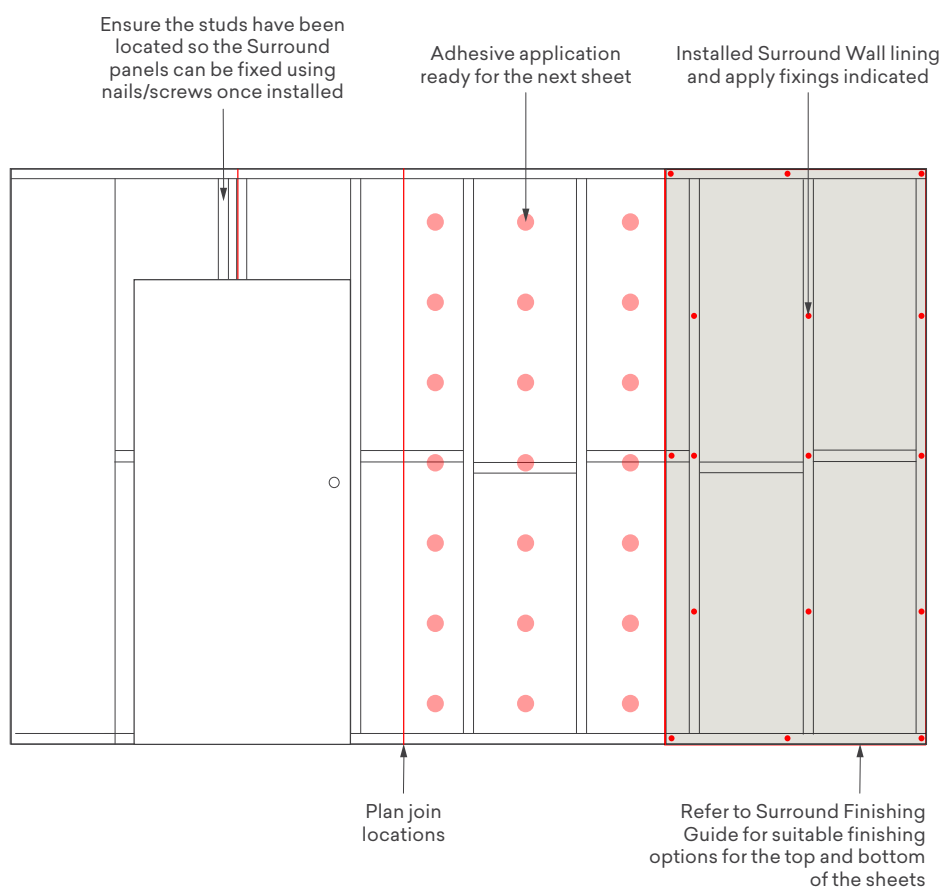 Ensure the studs have been
located so the Surround
panels can be fixed using
nails/screws once installed
Adhesive application
ready for the next sheet
Installed Surround Wall lining
and apply fixings indicated
Plan join
locations
Refer to Surround Finishing
Guide for suitable finishing
options for the top and bottom
of the sheets